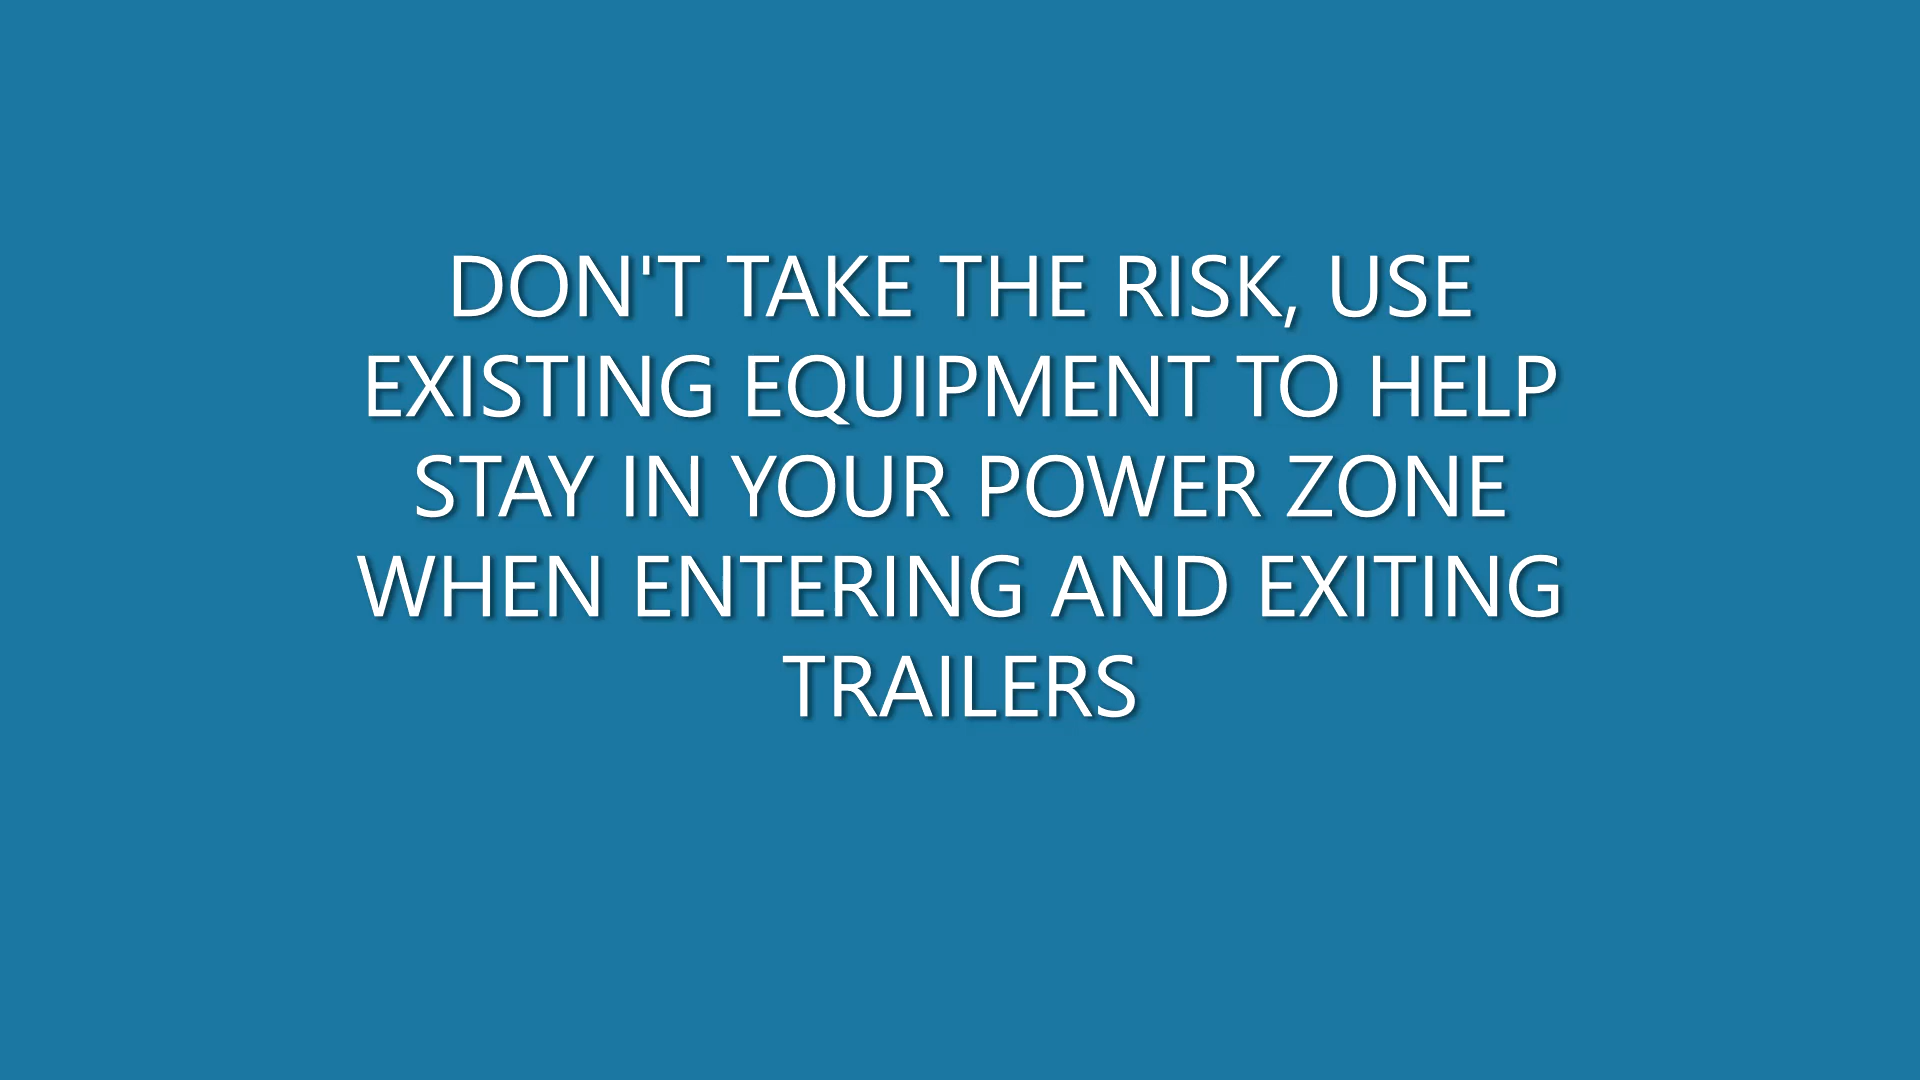 DON'T TAKE THE RISK, USE
EXISTING EQUIPMENT TO HELP
STAY IN YOUR POWER ZONE
WHEN ENTERING AND EXITING
TRAILERS